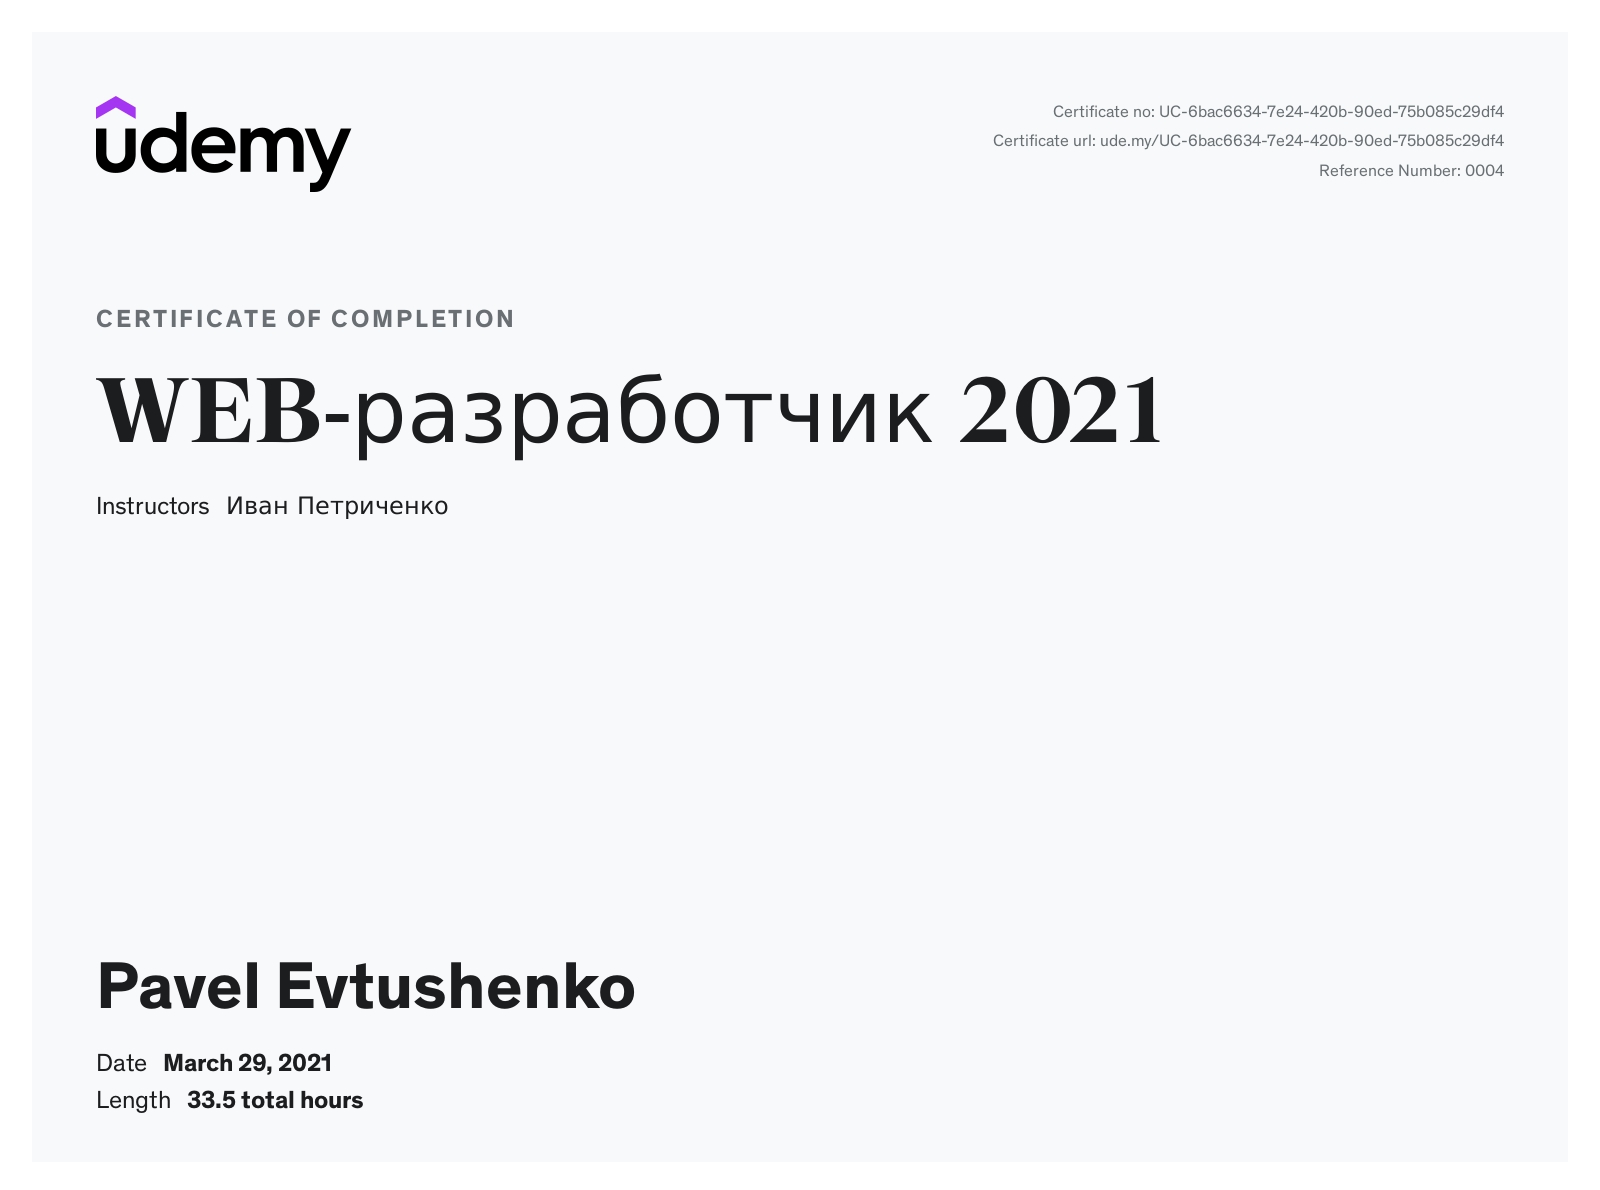 udemy
Certificate no: UC-6bac6634-7e24-420b-90ed-75b085c29df4
Certificate url: ude.my/UC-6bac6634-7e24-420b-90ed-75b085c29df4
Reference Number: 0004
CERTIFICATE OF COMPLETION
WEB-разработчик 2021
Instructors Иван Петриченко
Pavel Evtushenko
Date March 29, 2021
Length 33.5 total hours